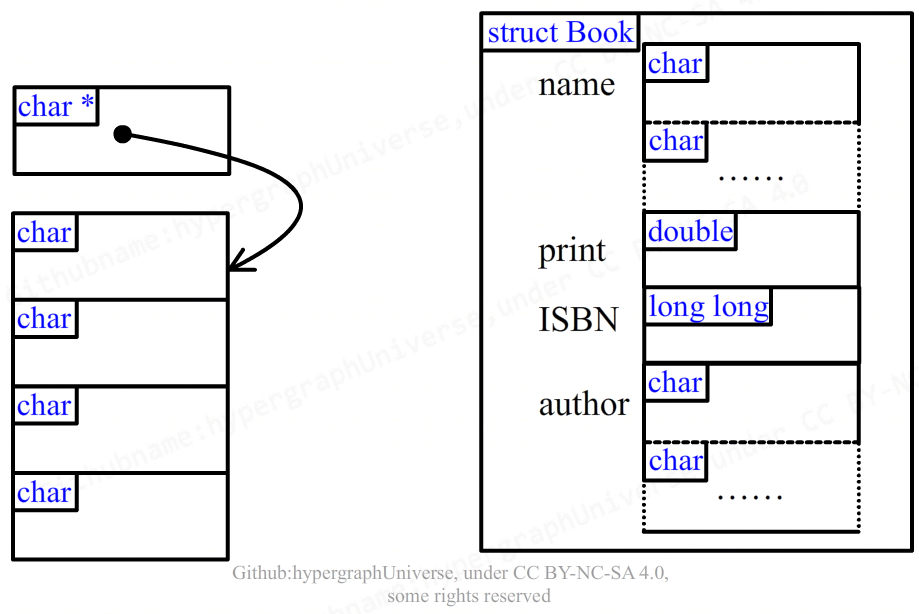 char *
char
char
char
char
struct Book
name
char
char
......
print
double
ISBN
long long
author
char
char
......
Github:hypergraphUniverse, under CC BY-NC-SA 4.0,
some rights reserved